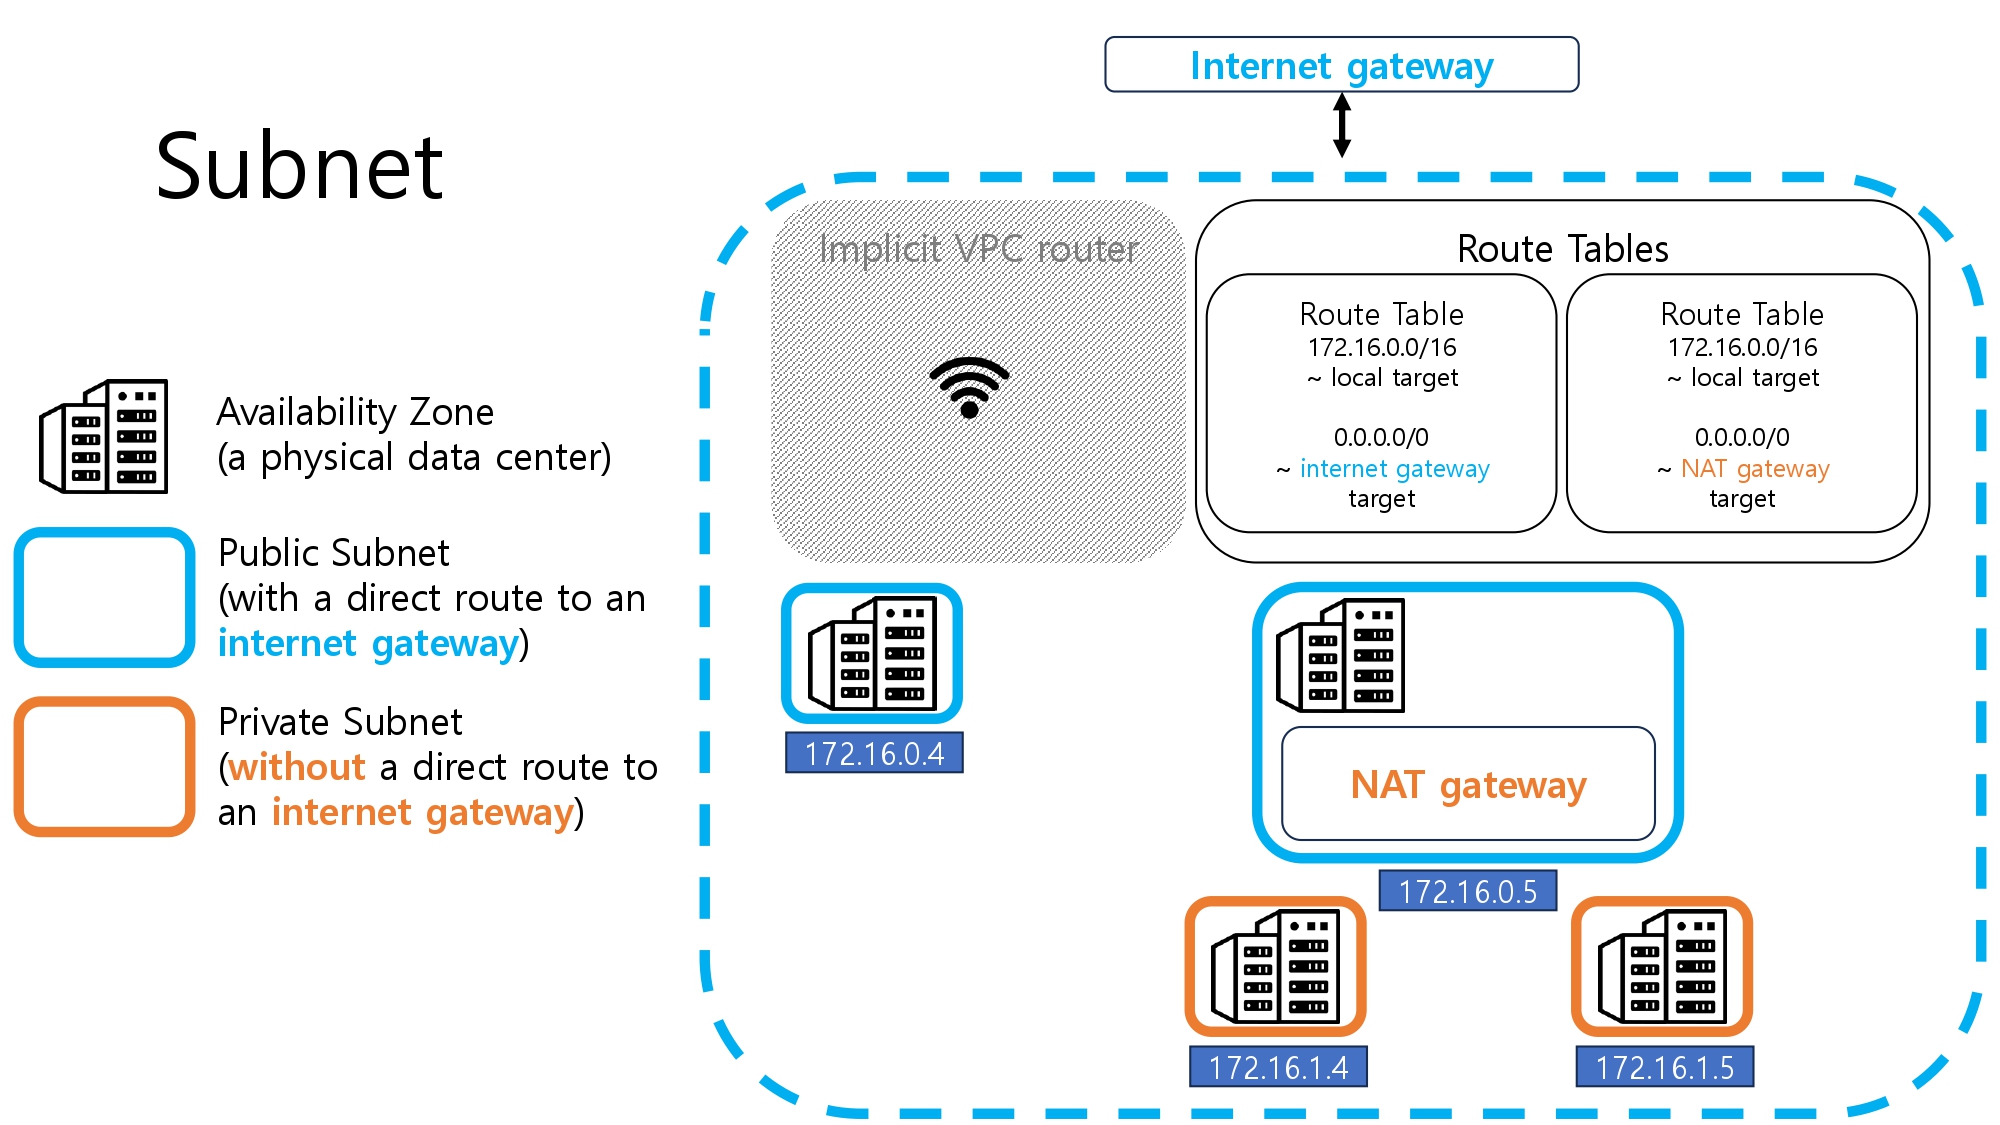 Subnet
Availability Zone
(a physical data center)
Public Subnet
(with a direct route to an
internet gateway)
Private Subnet
(without a direct route to
an internet gateway)
Internet gateway
Implicit VPC router
Route Tables
Route Table
172.16.0.0/16
~ local target
0.0.0.0/0
~ internet gateway
target
Route Table
172.16.0.0/16
~ local target
0.0.0.0/0
~ NAT gateway
target
172.16.0.4
NAT gateway
172.16.0.5
172.16.1.4
172.16.1.5